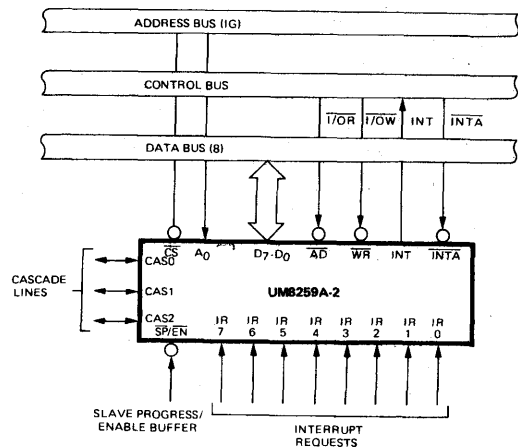 ADDRESS BUS (IG)
CONTROL BUS
I/OR I/OW INT INTA
DATA BUS (8)
CS A0 D7-D0 AD WR INT INTA
CASCADE
LINES
CAS0
CAS1
CAS2
UM8259A-2
SP/EN
IR IR IR IR IR IR IR IR
7 6 5 4 3 2 1 0
SLAVE PROGRESS/
ENABLE BUFFER
INTERRUPT
REQUESTS